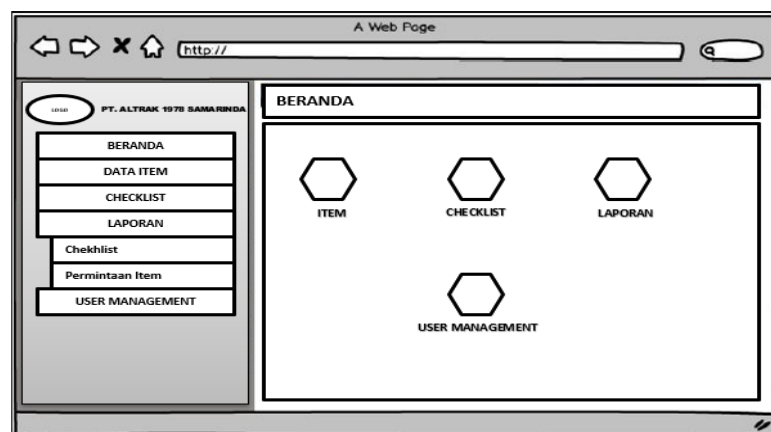 A Web Page
http://
LOGO
PT. ALTRAK 1978 SAMARINDA
BERANDA
DATA ITEM
CHECKLIST
LAPORAN
Chekhlist
Permintaan Item
USER MANAGEMENT
BERANDA
ITEM
CHECKLIST
LAPORAN
USER MANAGEMENT